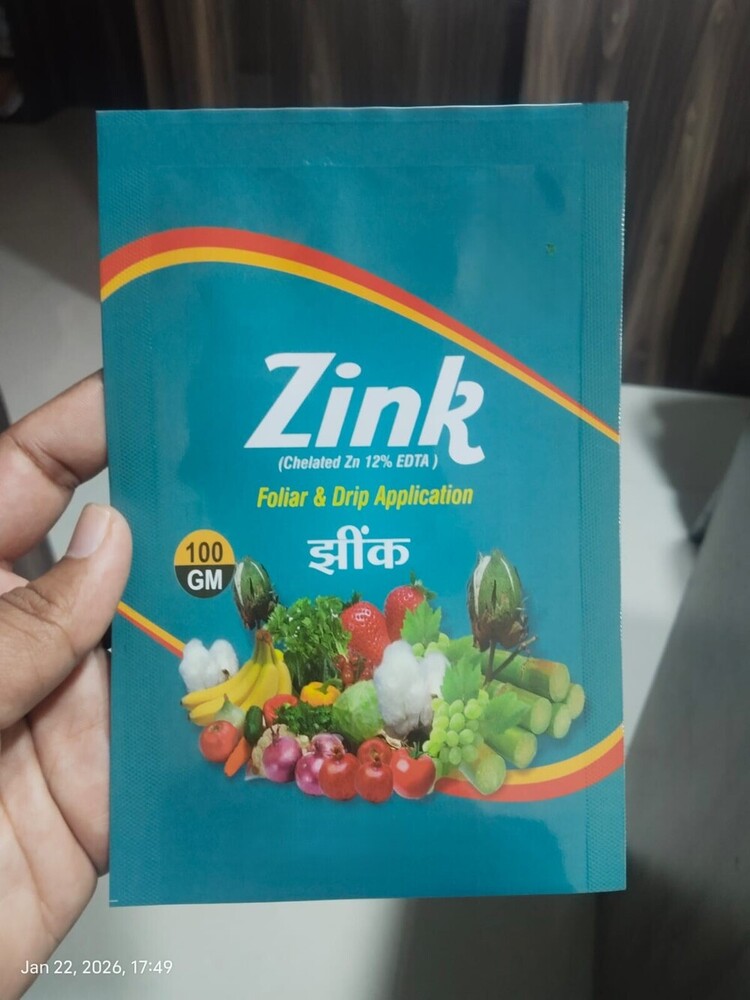 Zink
(Chelated Zn 12% EDTA )
Foliar & Drip Application
झींक
100
GM
Jan 22, 2026, 17:49